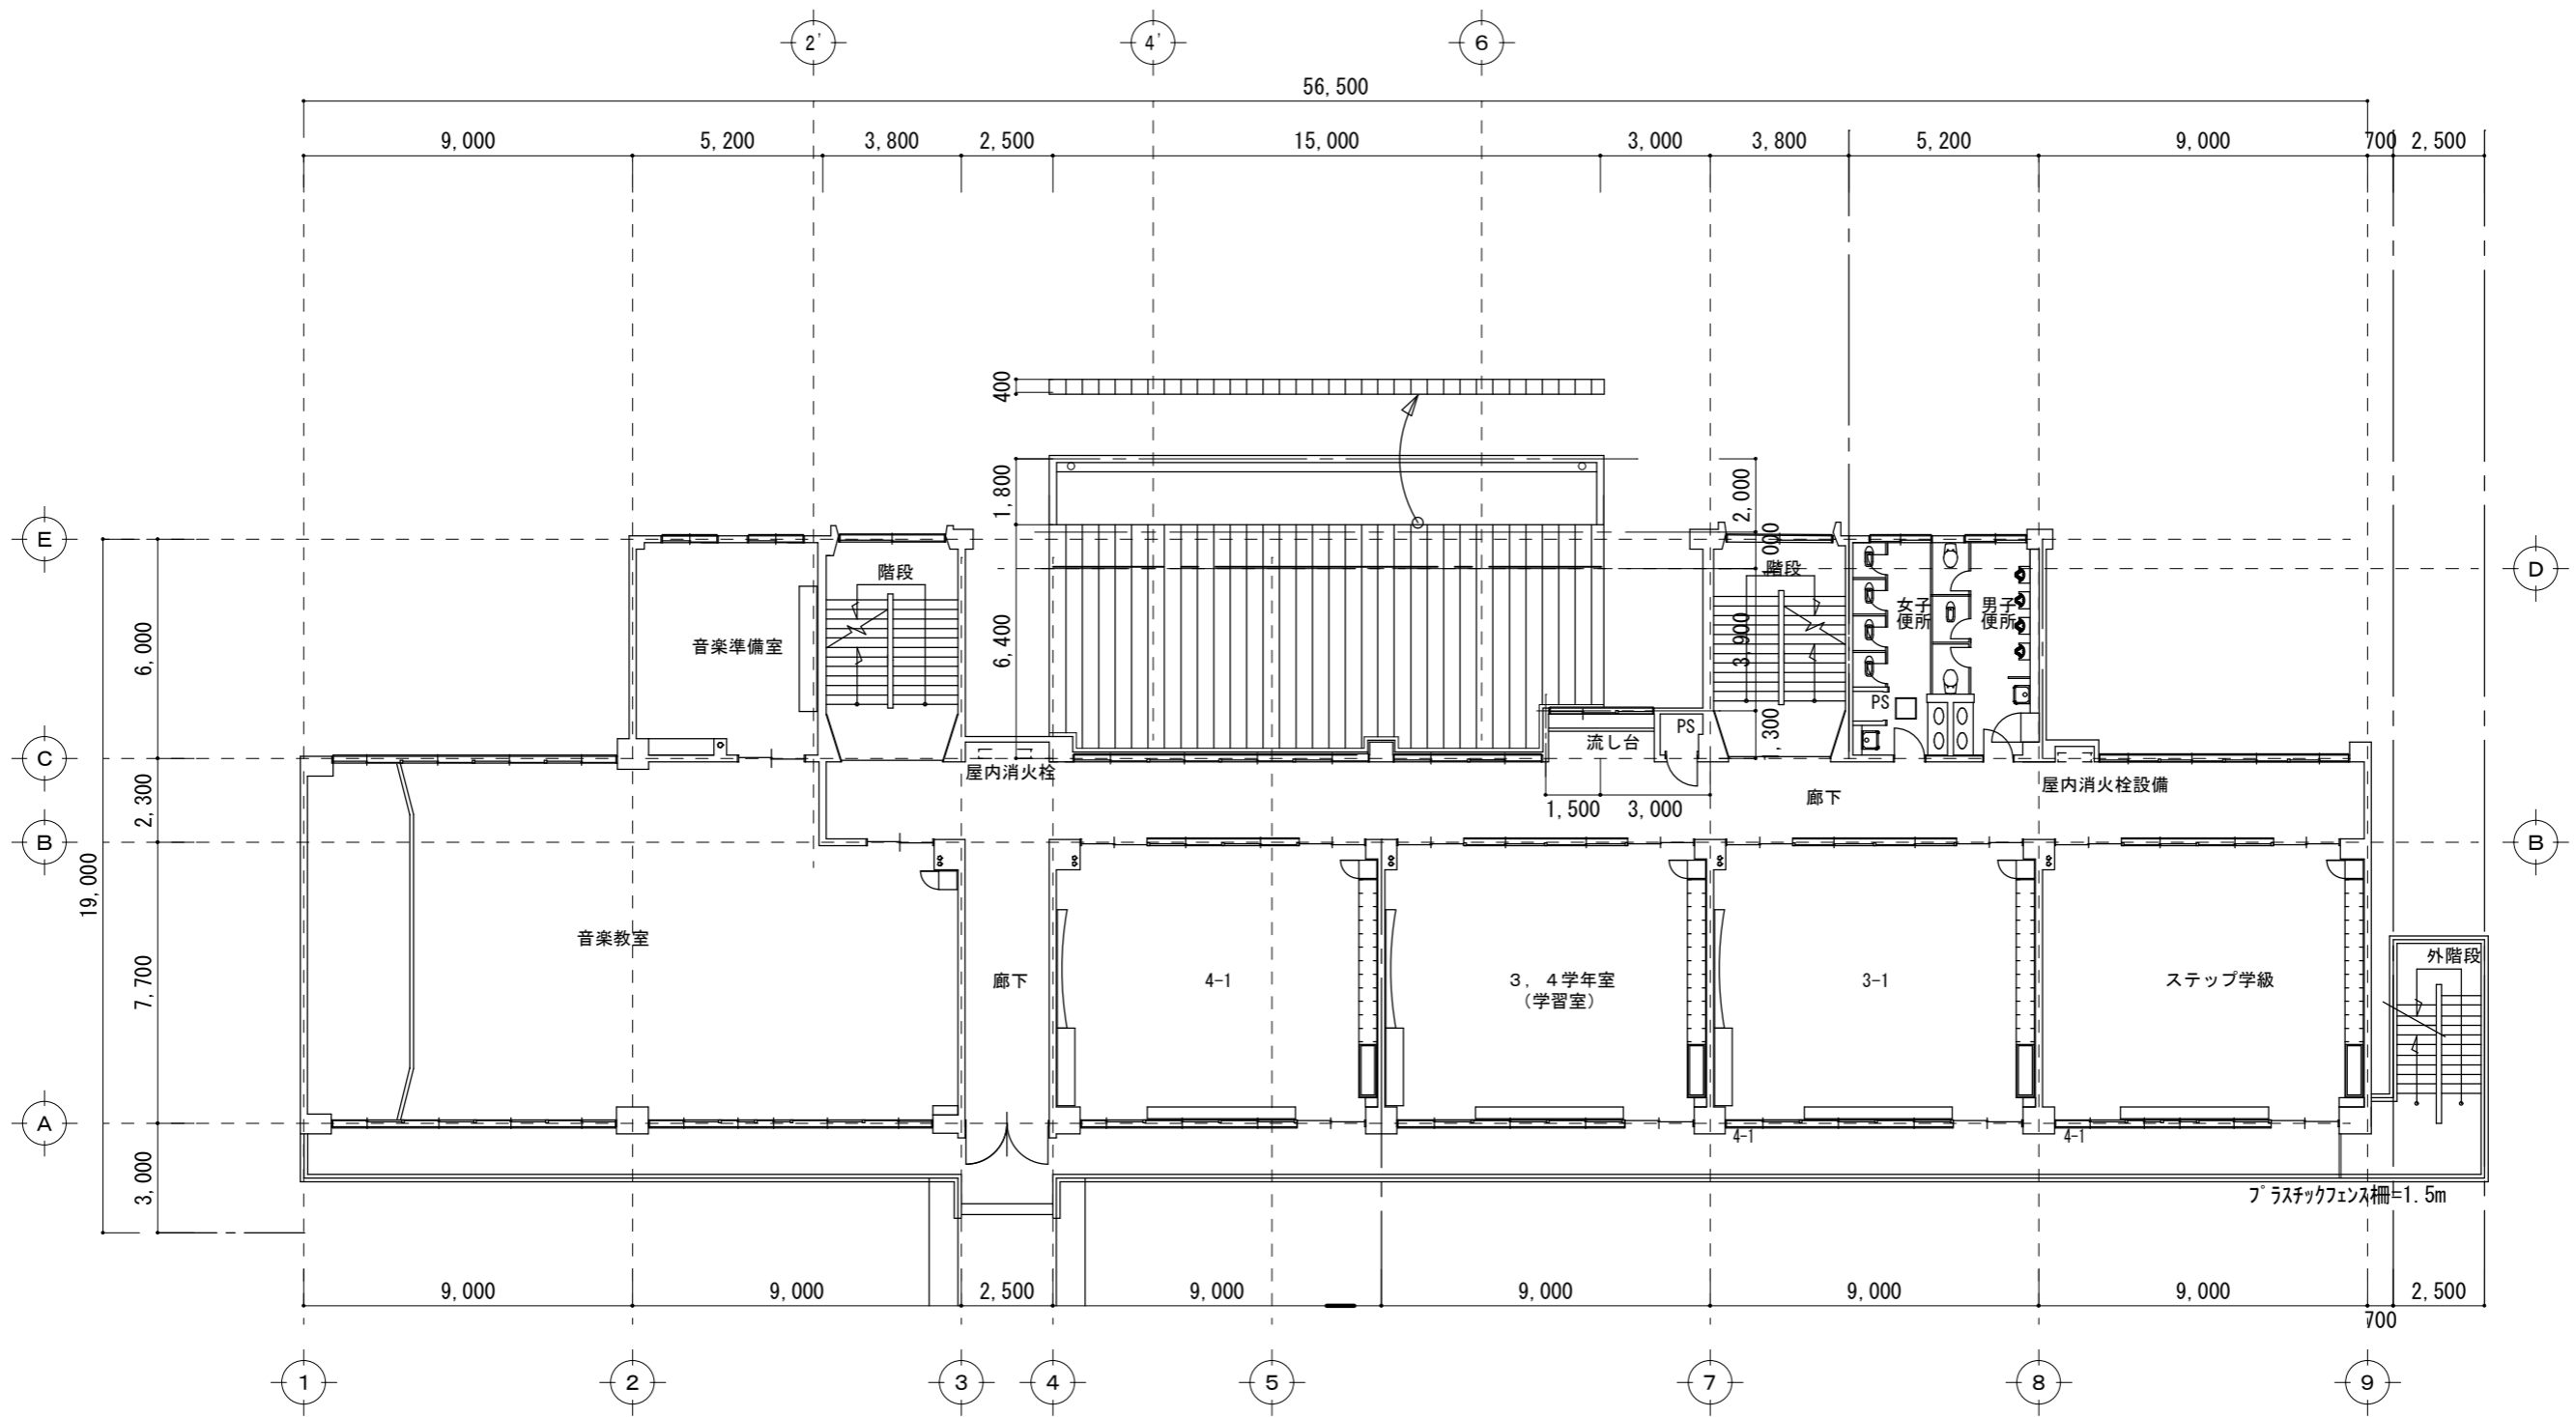 2' 4' 6
56,500
9,000 5,200 3,800 2,500 15,000 3,000 3,800 5,200 9,000 700 2,500
400
1,800
2,000
E
D
階段
階段
女子
便所
男子
便所
6,000
音楽準備室
6,400
3,900
PS
PS
C
流し台
屋内消火栓
屋内消火栓設備
2,300
1,500 3,000
廊下
B
B
19,000
音楽教室
外階段
7,700
廊下
4-1
3,4学年室
(学習室)
3-1
ステップ学級
A
4-1
4-1
3,000
プラスチックフェンス柵=1.5m
9,000 9,000 2,500 9,000 9,000 9,000 9,000 2,500
700
1 2 3 4 5 7 8 9